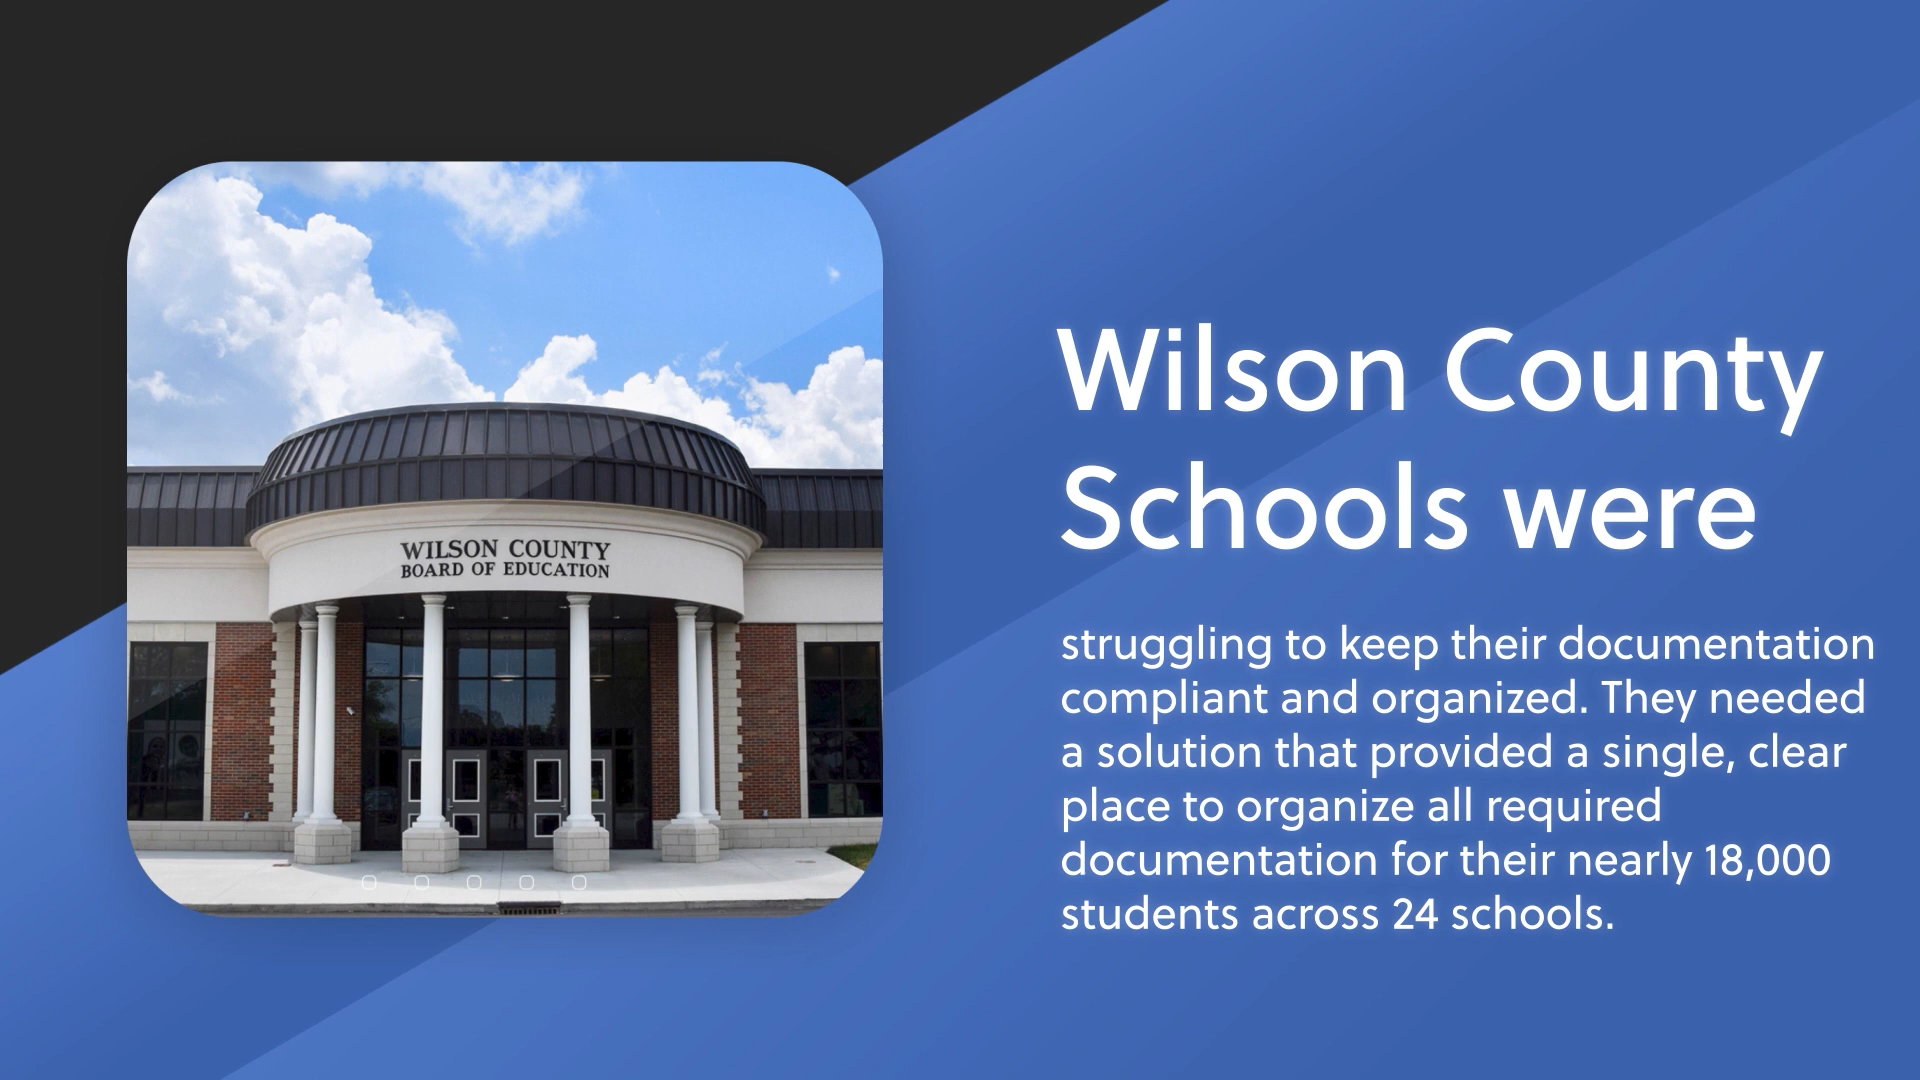 WILSON COUNTY
BOARD OF EDUCATION
Wilson County
Schools were
struggling to keep their documentation
compliant and organized. They needed
a solution that provided a single, clear
place to organize all required
documentation for their nearly 18,000
students across 24 schools.